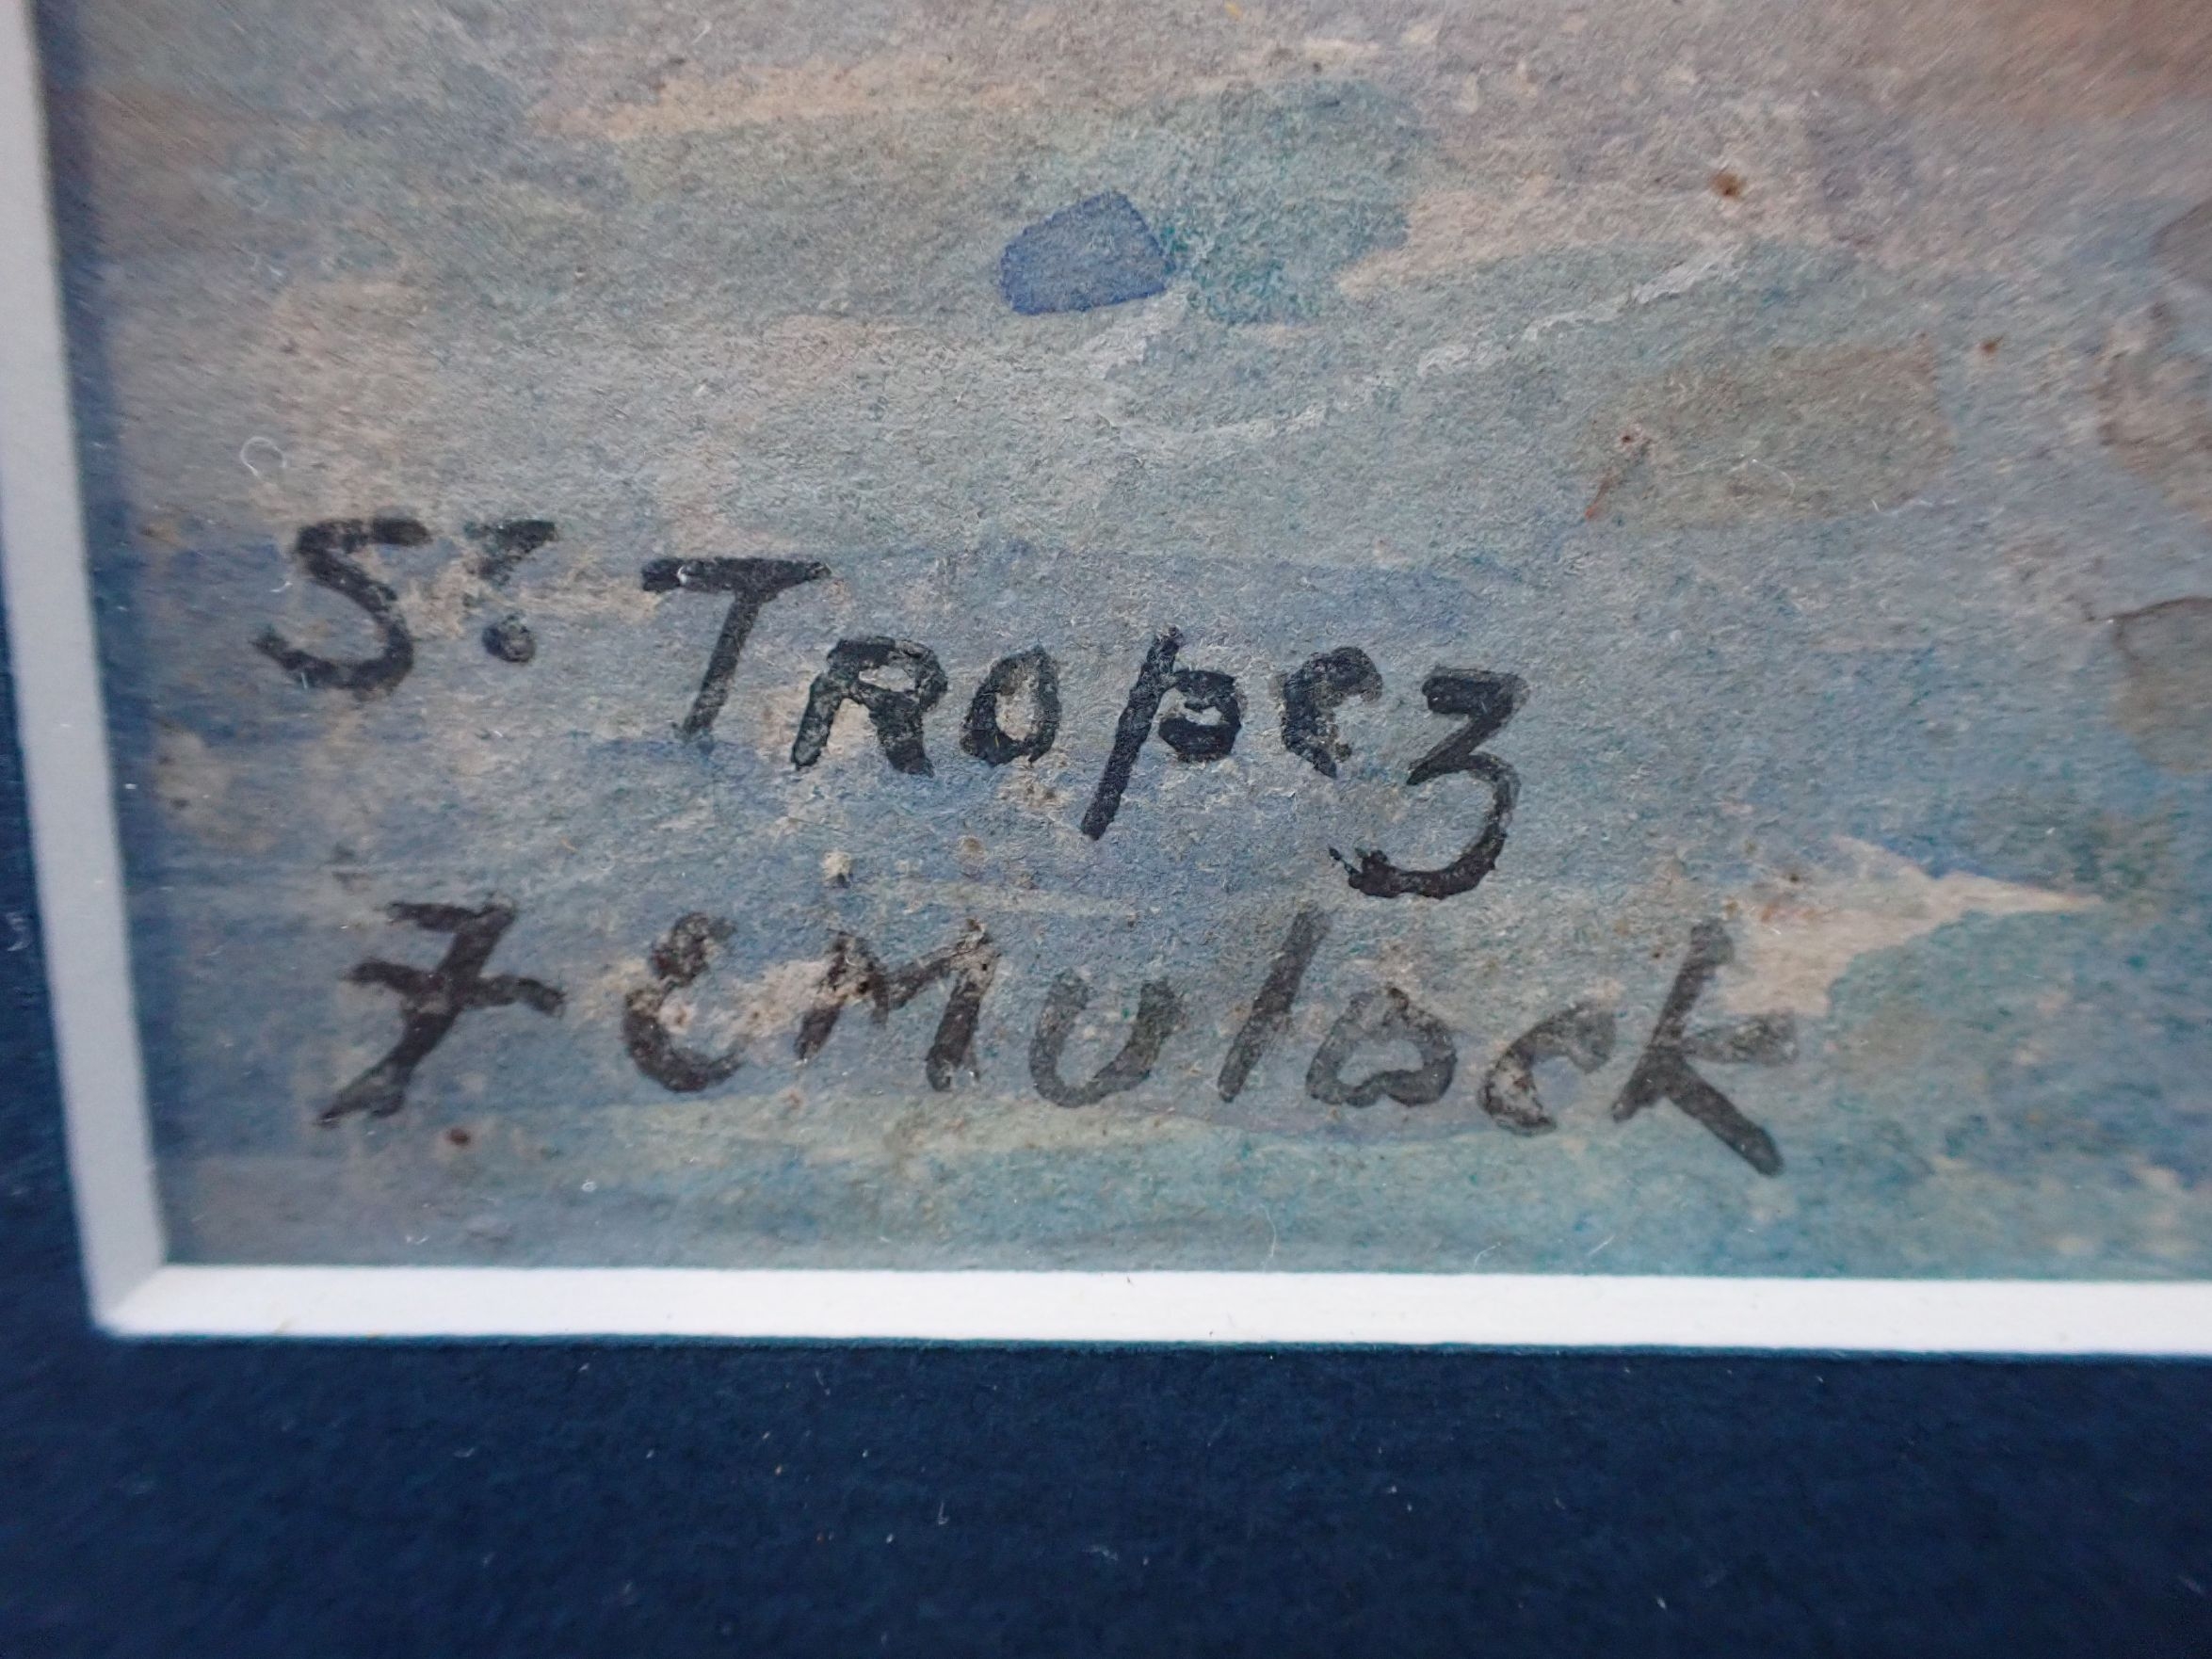 St. Tropez
F E Mulock